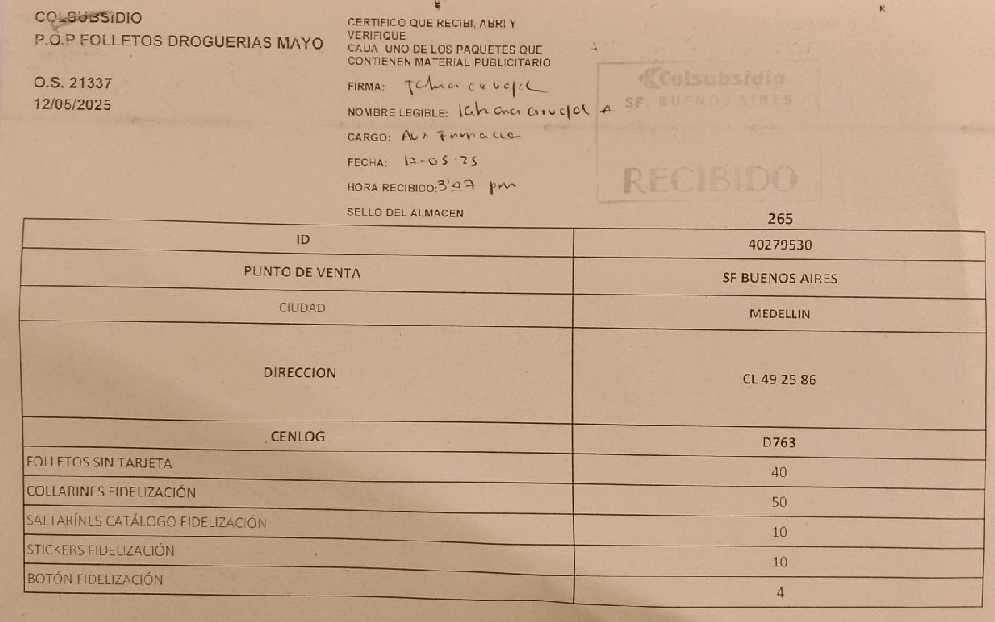 COLSUBSIDIO
P.O.P FOLLETOS DROGUERIAS MAYO
O.S. 21337
12/05/2025
CERTIFICO QUE RECIBI, ABRI Y
VERIFIQUE
CADA UNO DE LOS PAQUETES QUE
CONTIENEN MATERIAL PUBLICITARIO
FIRMA:
NOMBRE LEGIBLE:
CARGO: Aux
FECHA: 12-05-25
HORA RECIBIDO: 3:47 pm
SELLO DEL ALMACEN
Colsubsidio
SF. BUENOS AIRES
RECIBIDO
265
ID 40279530
PUNTO DE VENTA SF BUENOS AIRES
CIUDAD MEDELLIN
DIRECCION CL 49 25 86
CENLOG D763
FOLLETOS SIN TARJETA 40
COLLARINES FIDELIZACIÓN 50
SALTARÍNES CATÁLOGO FIDELIZACIÓN 10
STICKERS FIDELIZACIÓN 10
BOTÓN FIDELIZACIÓN 4